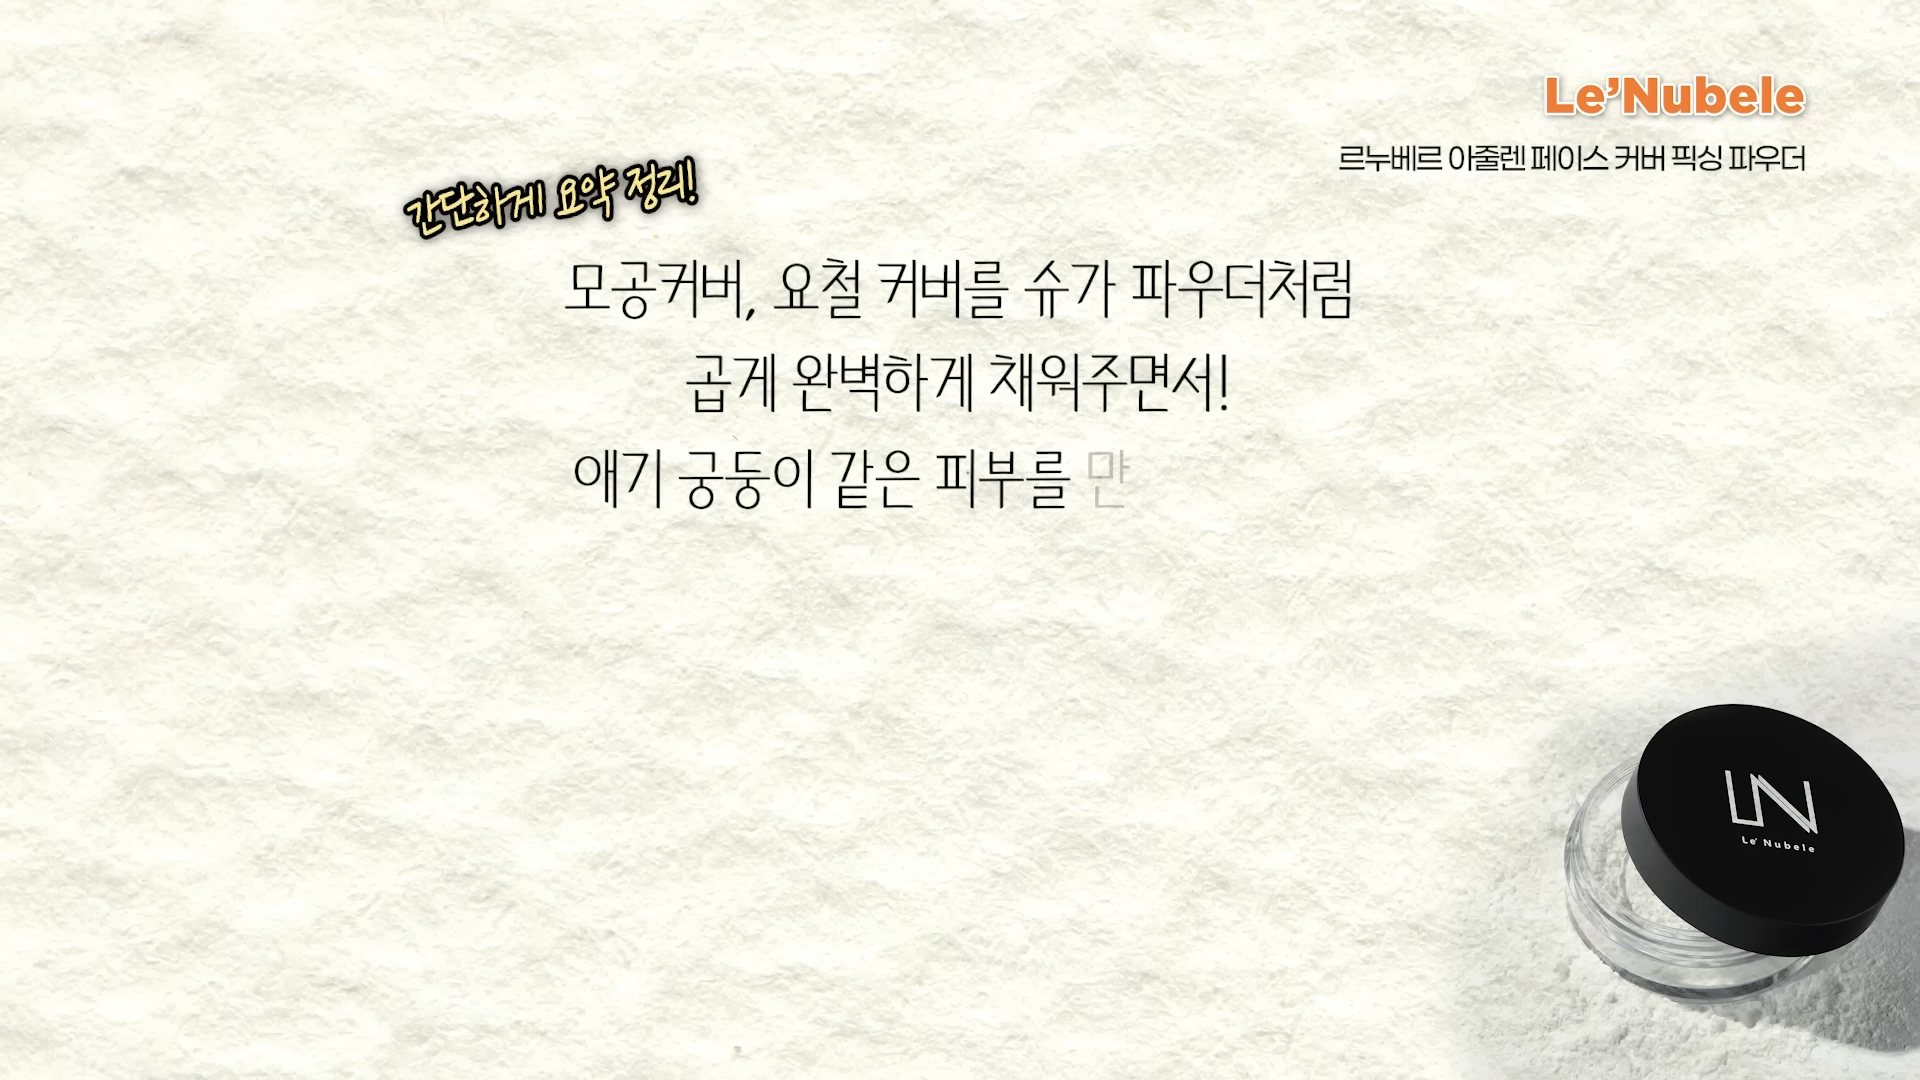 Le’Nubele
르누베르 아줄렌 페이스 커버 픽싱 파우더
간단하게 요약 정리!
모공커버, 요철 커버를 슈가 파우더처럼
곱게 완벽하게 채워주면서!
애기 궁둥이 같은 피부를 만
LN
Le' Nubele